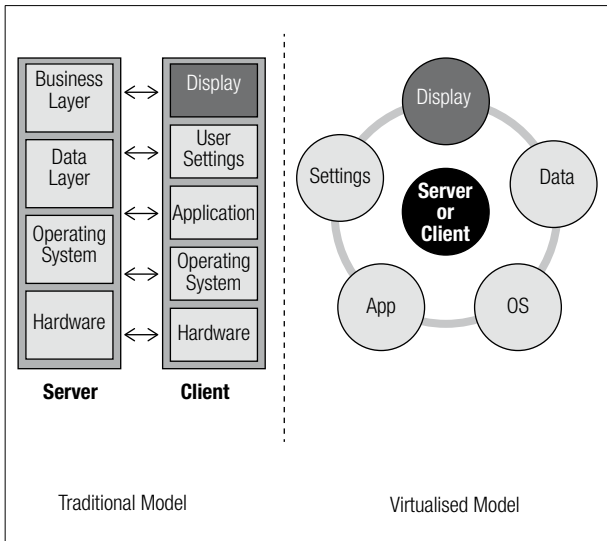 Business
Layer
Data
Layer
Operating
System
Hardware
Server
Display
User
Settings
Application
Operating
System
Hardware
Client
Traditional Model
Display
Settings
Data
Server
or
Client
App
OS
Virtualised Model